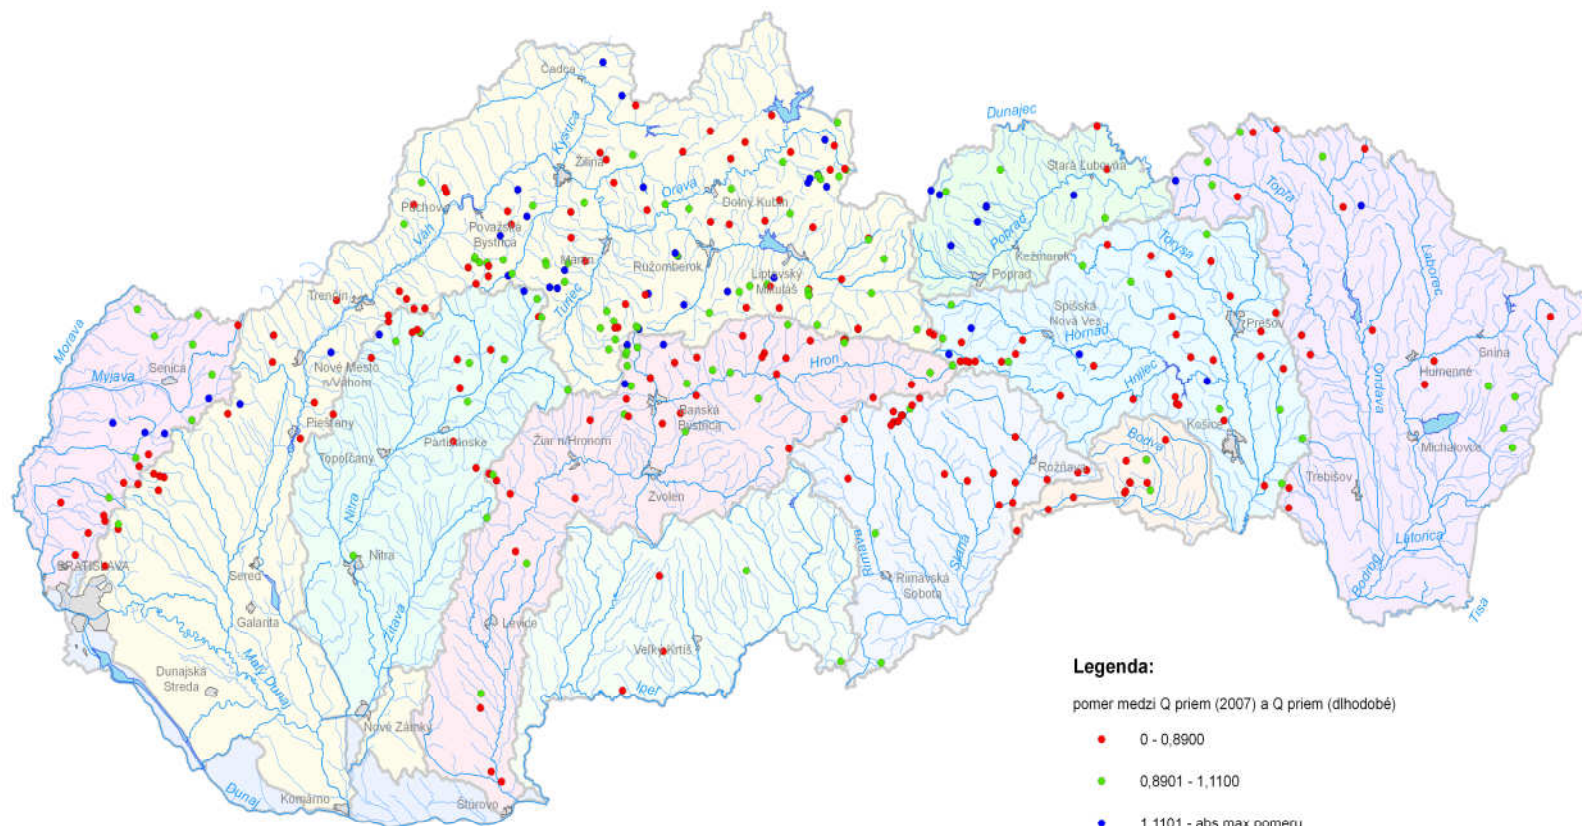 Čadca
Kysuca
Žilina
Dunajec
Stará Ľubovňa
Orava
Dolný Kubín
Topľa
Púchov
Váh
Považská
Bystrica
Martin
Ružomberok
Liptovský
Mikuláš
Poprad
Kežmarok
Poprad
Torysa
Laborec
Trenčín
Turiec
Spišská
Nová Ves
Hornád
Prešov
Morava
Senica
Myjava
Nové Mesto
n/Váhom
Hron
Hnilec
Ondava
Snina
Humenné
Piešťany
Partizánske
Topoľčany
Banská
Bystrica
Žiar n/Hronom
Zvolen
Košice
Bodva
Rožňava
Michalovce
Trebišov
Nitra
Nitra
BRATISLAVA
Sereď
Galanta
Žitava
Levice
Rimava
Slaná
Rimavská
Sobota
Latorica
Bodrog
Tisa
Dunajská
Streda
Malý Dunaj
Veľký Krtíš
Ipeľ
Nové Zámky
Dunaj
Komárno
Štúrovo
Legenda:
pomer medzi Q priem (2007) a Q priem (dlhodobé)
0 - 0,8900
0,8901 - 1,1100
1,1101 - abs max pomeru